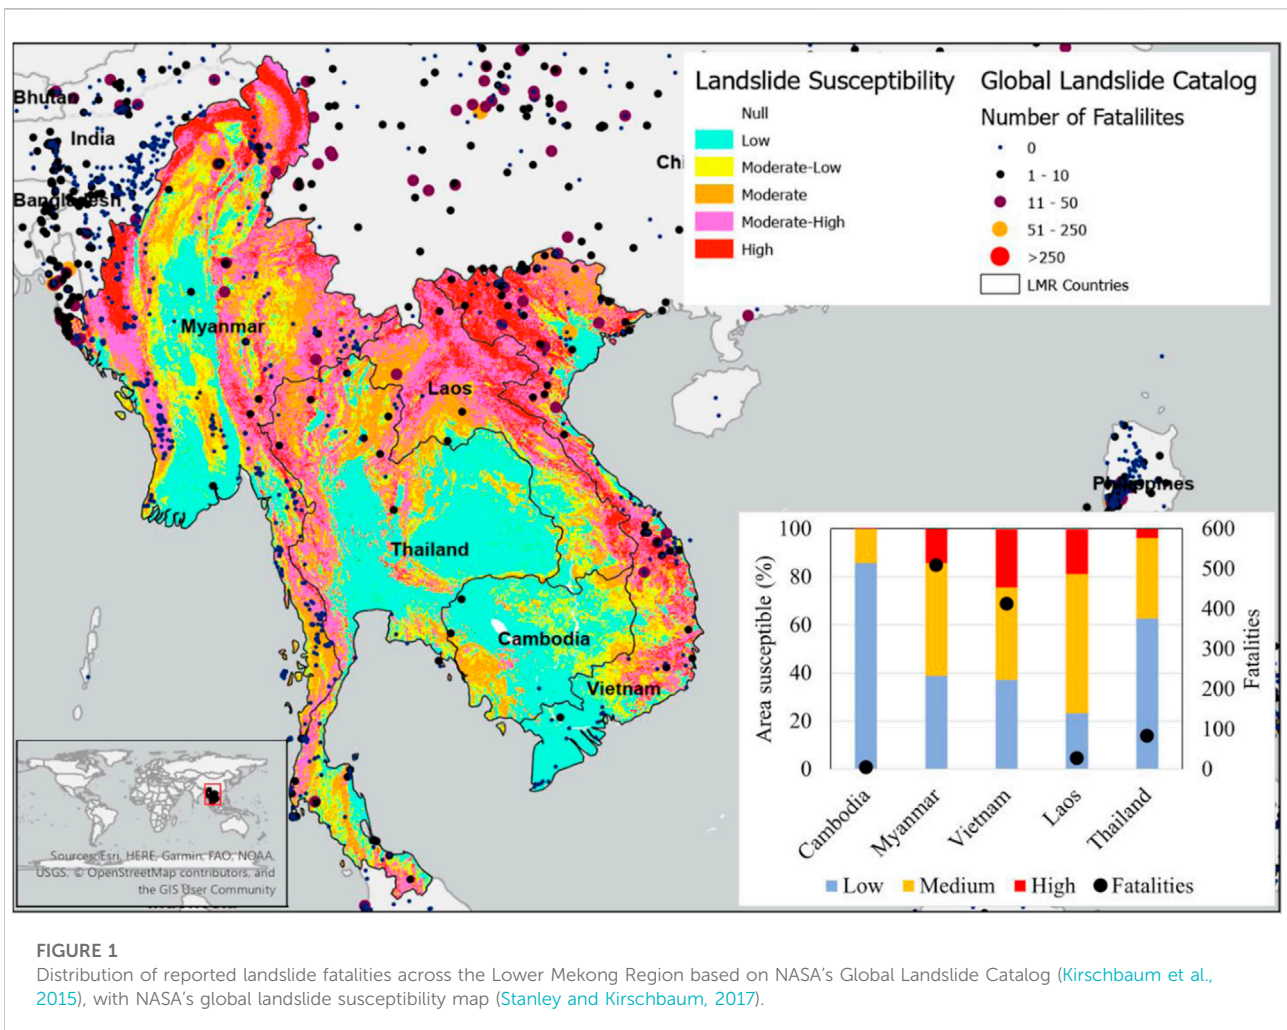 Bhutan
India
Bangladesh
Myanmar
Laos
Thailand
Cambodia
Vietnam
Philippines
Landslide Susceptibility
Null
Low
Moderate-Low
Moderate
Moderate-High
High
Global Landslide Catalog
Number of Fatalilites
0
1 - 10
11 - 50
51 - 250
>250
LMR Countries
Chi
Sources: Esri, HERE, Garmin, FAO, NOAA,
USGS, © OpenStreetMap contributors, and
the GIS User Community
Area susceptible (%)
100
80
60
40
20
0
600
500
400
300
200
100
0
Fatalities
Cambodia
Myanmar
Vietnam
Laos
Thailand
Low Medium High Fatalities
FIGURE 1
Distribution of reported landslide fatalities across the Lower Mekong Region based on NASA's Global Landslide Catalog (Kirschbaum et al.,
2015), with NASA's global landslide susceptibility map (Stanley and Kirschbaum, 2017).